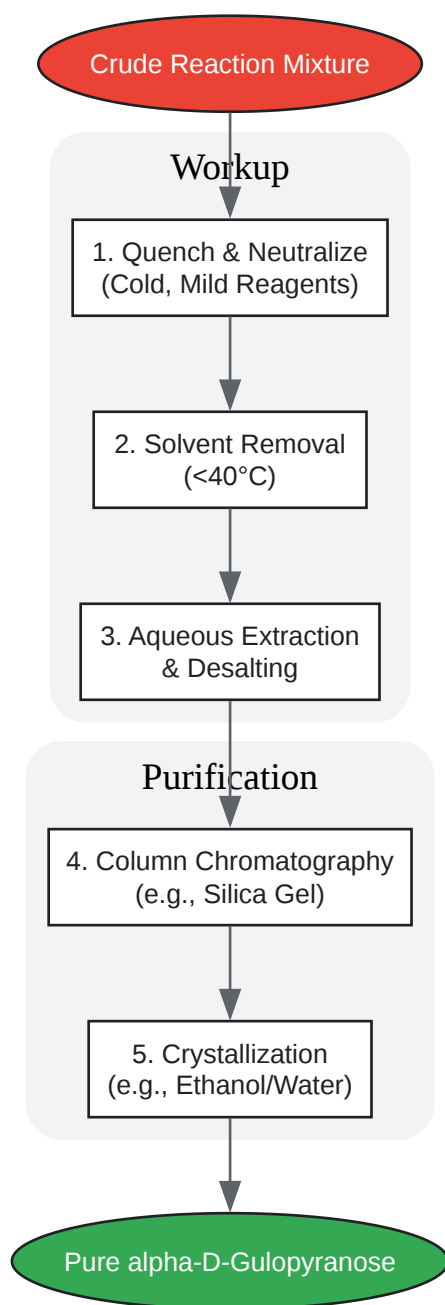 Crude Reaction Mixture
Workup
1. Quench & Neutralize
(Cold, Mild Reagents)
2. Solvent Removal
(<40°C)
3. Aqueous Extraction
& Desalting
Purification
4. Column Chromatography
(e.g., Silica Gel)
5. Crystallization
(e.g., Ethanol/Water)
Pure alpha-D-Gulopyranose